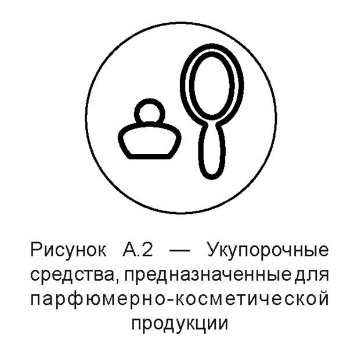 Рисунок А.2 — Укупорочные
средства, предназначенные для
парфюмерно-косметической
продукции